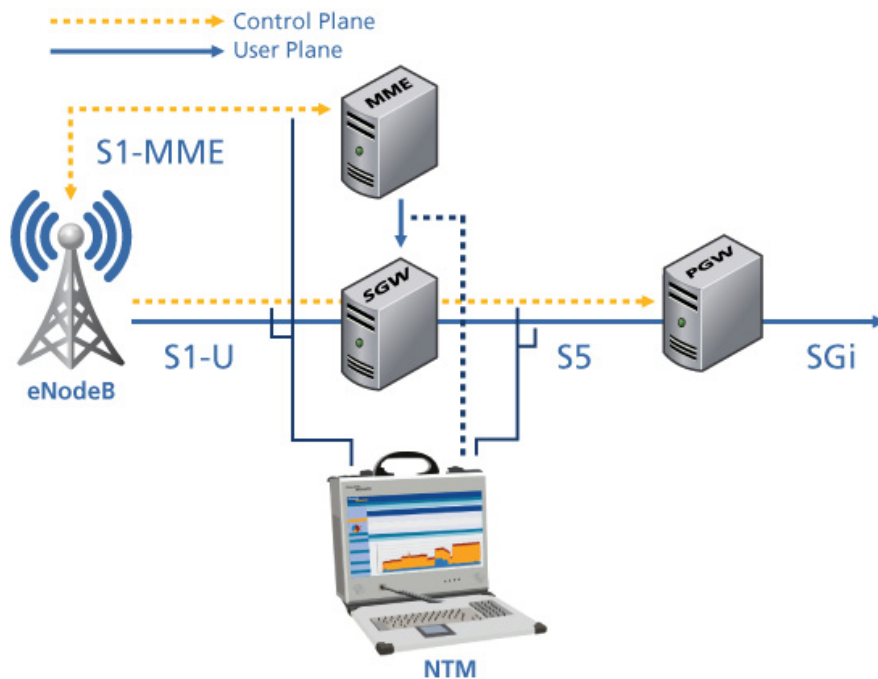 Control Plane
User Plane
MME
S1-MME
SGW
PGW
S1-U
S5
SGi
eNodeB
NTM